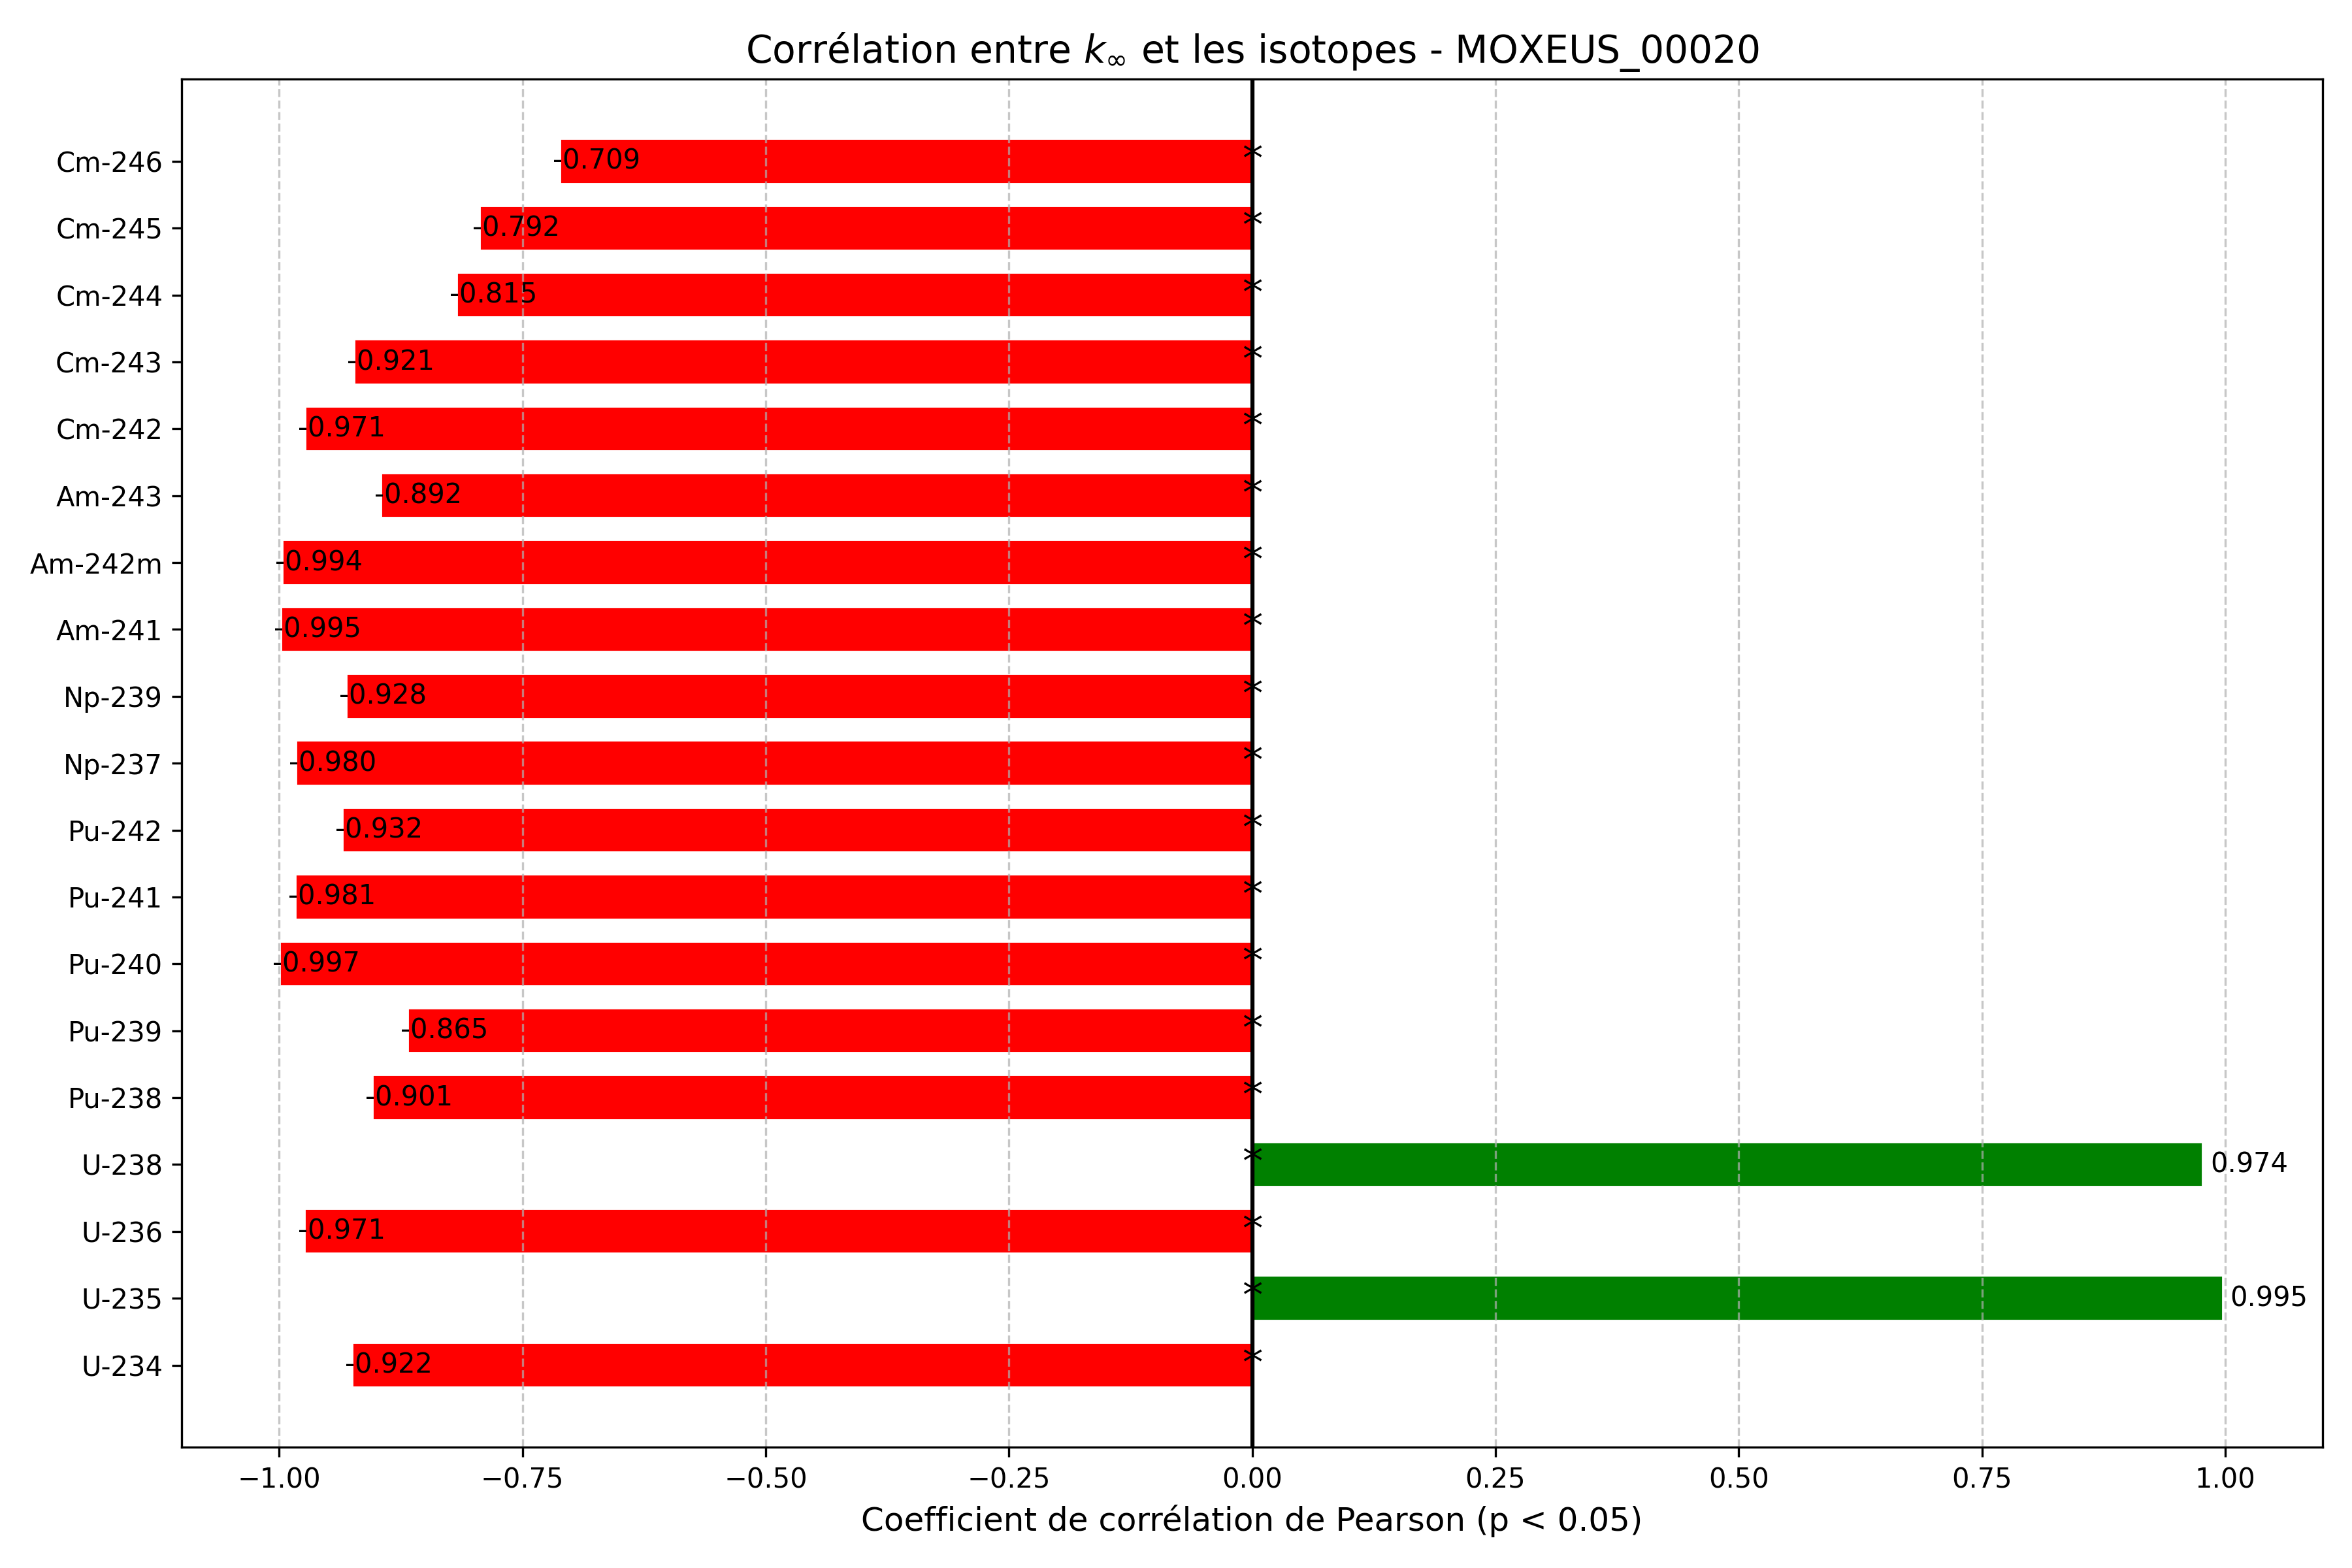 Corrélation entre k∞ et les isotopes - MOXEUS_00020
Cm-246 -0.709 *
Cm-245 -0.792 *
Cm-244 -0.815 *
Cm-243 -0.921 *
Cm-242 -0.971 *
Am-243 -0.892 *
Am-242m -0.994 *
Am-241 -0.995 *
Np-239 -0.928 *
Np-237 -0.980 *
Pu-242 -0.932 *
Pu-241 -0.981 *
Pu-240 -0.997 *
Pu-239 -0.865 *
Pu-238 -0.901 *
U-238 * 0.974
U-236 -0.971 *
U-235 * 0.995
U-234 -0.922 *
−1.00 −0.75 −0.50 −0.25 0.00 0.25 0.50 0.75 1.00
Coefficient de corrélation de Pearson (p < 0.05)